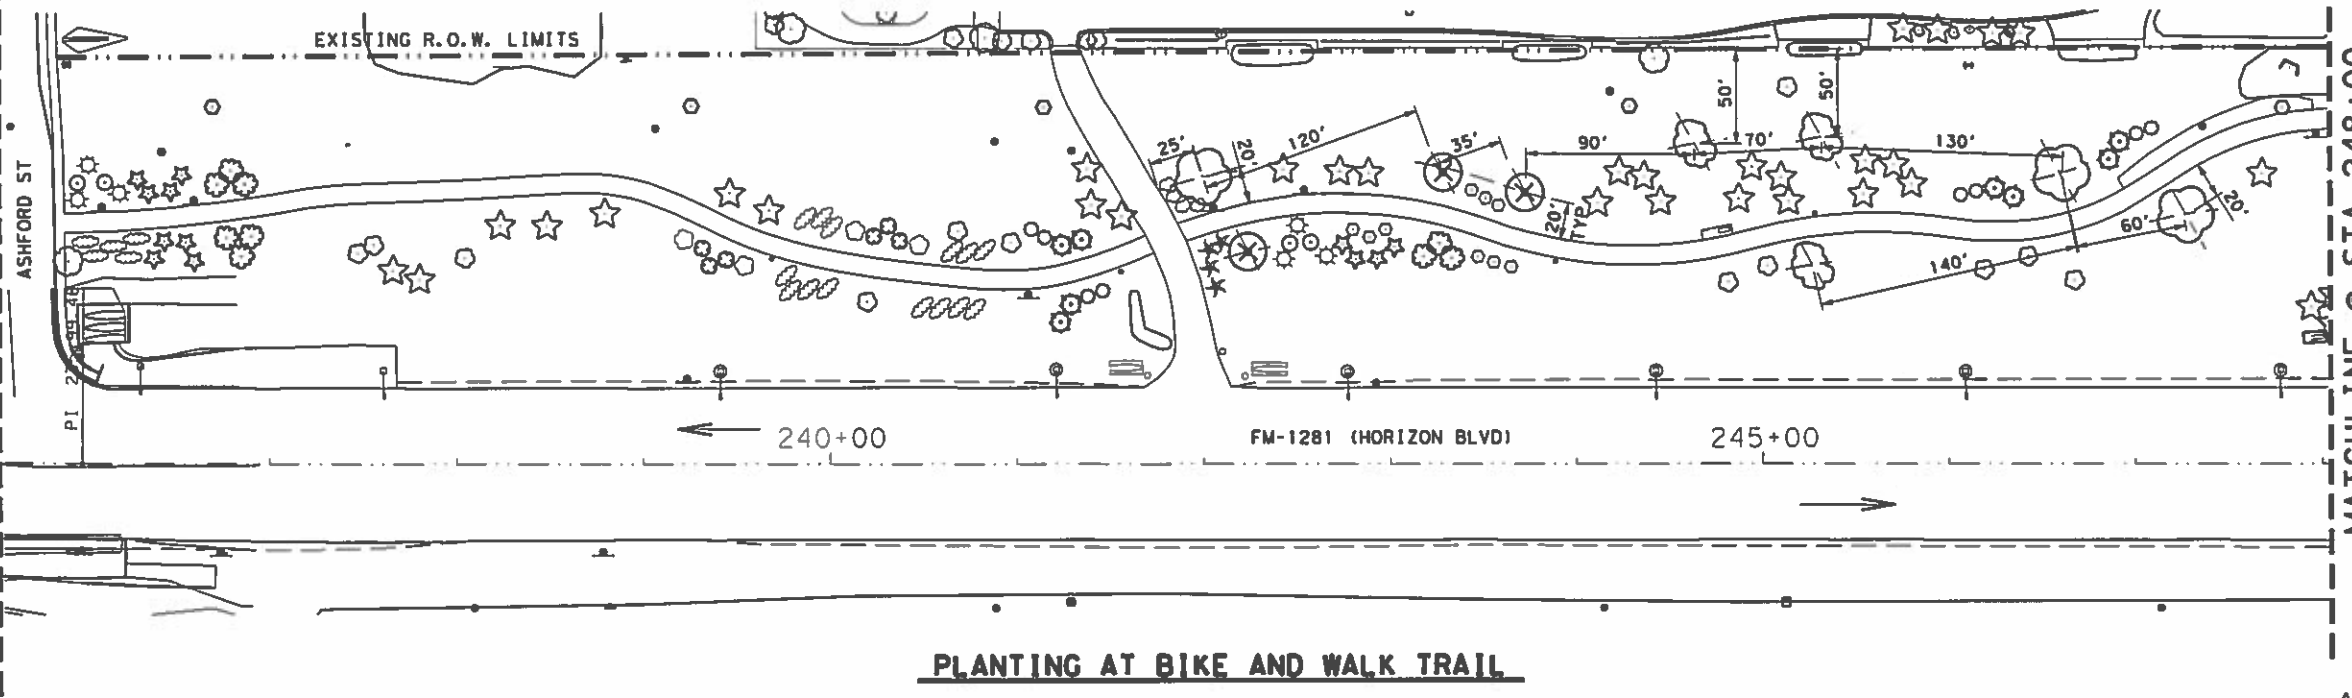 EXISTING R.O.W. LIMITS
ASHFORD ST
50'
50'
25'
20'
120'
35'
90'
70'
130'
20'
TYP
140'
60'
20'
PI
240+00
FM-1281 (HORIZON BLVD)
245+00
PLANTING AT BIKE AND WALK TRAIL